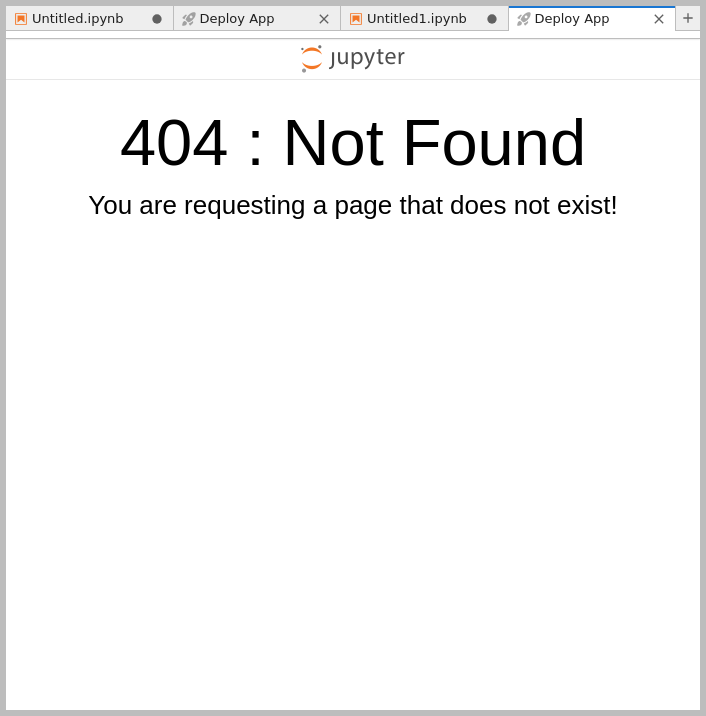 Untitled.ipynb Deploy App Untitled1.ipynb Deploy App
jupyter
404 : Not Found
You are requesting a page that does not exist!